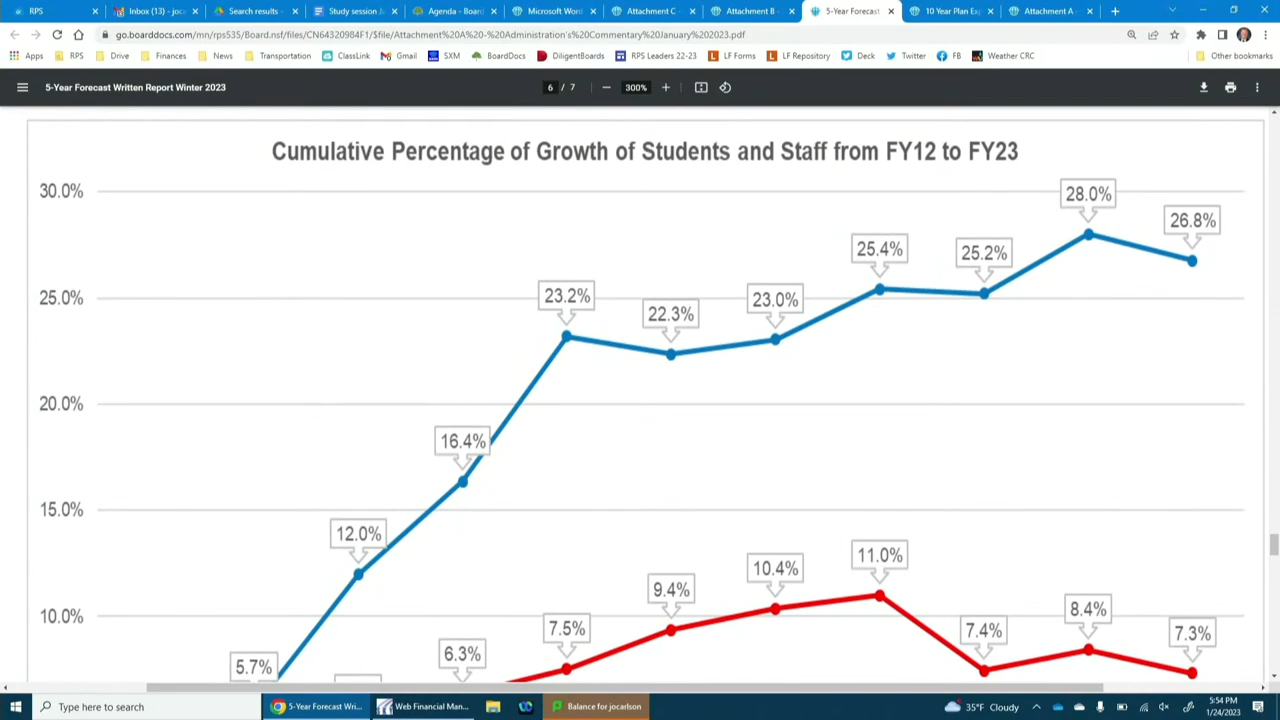 RPS
Inbox (13) - joc
Search results -
Study session J
Agenda - Board
Microsoft Word
Attachment C -
Attachment B -
5-Year Forecast
10 Year Plan Ex
Attachment A -
go.boarddocs.com/mn/rps535/Board.nsf/files/CN64320984F1/$file/Attachment%20A%20-%20Administration's%20Commentary%20January%202023.pdf
Apps RPS Drive Finances News Transportation ClassLink Gmail SXM BoardDocs DiligentBoards RPS Leaders 22-23 LF Forms LF Repository Deck Twitter FB Weather CRC Other bookmarks
5-Year Forecast Written Report Winter 2023 6 / 7 300%
Cumulative Percentage of Growth of Students and Staff from FY12 to FY23
30.0%
28.0%
26.8%
25.4%
25.2%
25.0%
23.2%
22.3%
23.0%
20.0%
16.4%
15.0%
12.0%
11.0%
10.4%
10.0%
9.4%
8.4%
7.5%
7.4%
7.3%
6.3%
5.7%
Type here to search
5-Year Forecast Wri...
Web Financial Man...
Balance for jocarlson
35°F Cloudy
5:54 PM
1/24/2023